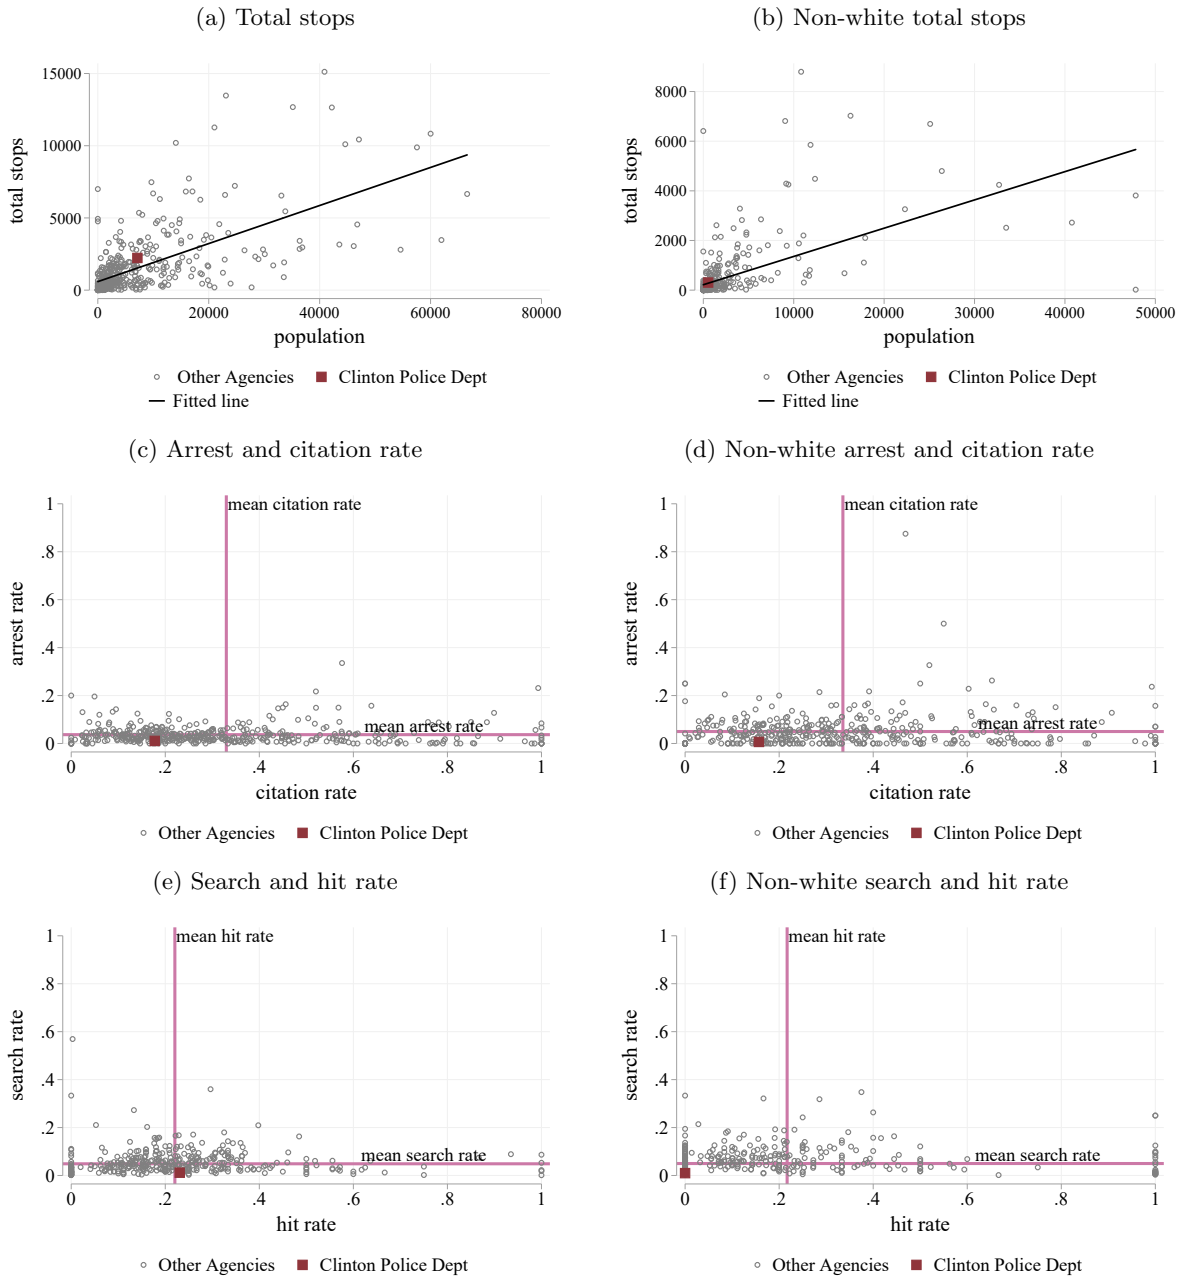 (a) Total stops
(b) Non-white total stops
total stops
15000
10000
5000
0
0 20000 40000 60000 80000
population
Other Agencies Clinton Police Dept
Fitted line
total stops
8000
6000
4000
2000
0
0 10000 20000 30000 40000 50000
population
Other Agencies Clinton Police Dept
Fitted line
(c) Arrest and citation rate
(d) Non-white arrest and citation rate
arrest rate
1
.8
.6
.4
.2
0
mean citation rate
mean arrest rate
0 .2 .4 .6 .8 1
citation rate
Other Agencies Clinton Police Dept
arrest rate
1
.8
.6
.4
.2
0
mean citation rate
mean arrest rate
0 .2 .4 .6 .8 1
citation rate
Other Agencies Clinton Police Dept
(e) Search and hit rate
(f) Non-white search and hit rate
search rate
1
.8
.6
.4
.2
0
mean hit rate
mean search rate
0 .2 .4 .6 .8 1
hit rate
Other Agencies Clinton Police Dept
search rate
1
.8
.6
.4
.2
0
mean hit rate
mean search rate
0 .2 .4 .6 .8 1
hit rate
Other Agencies Clinton Police Dept